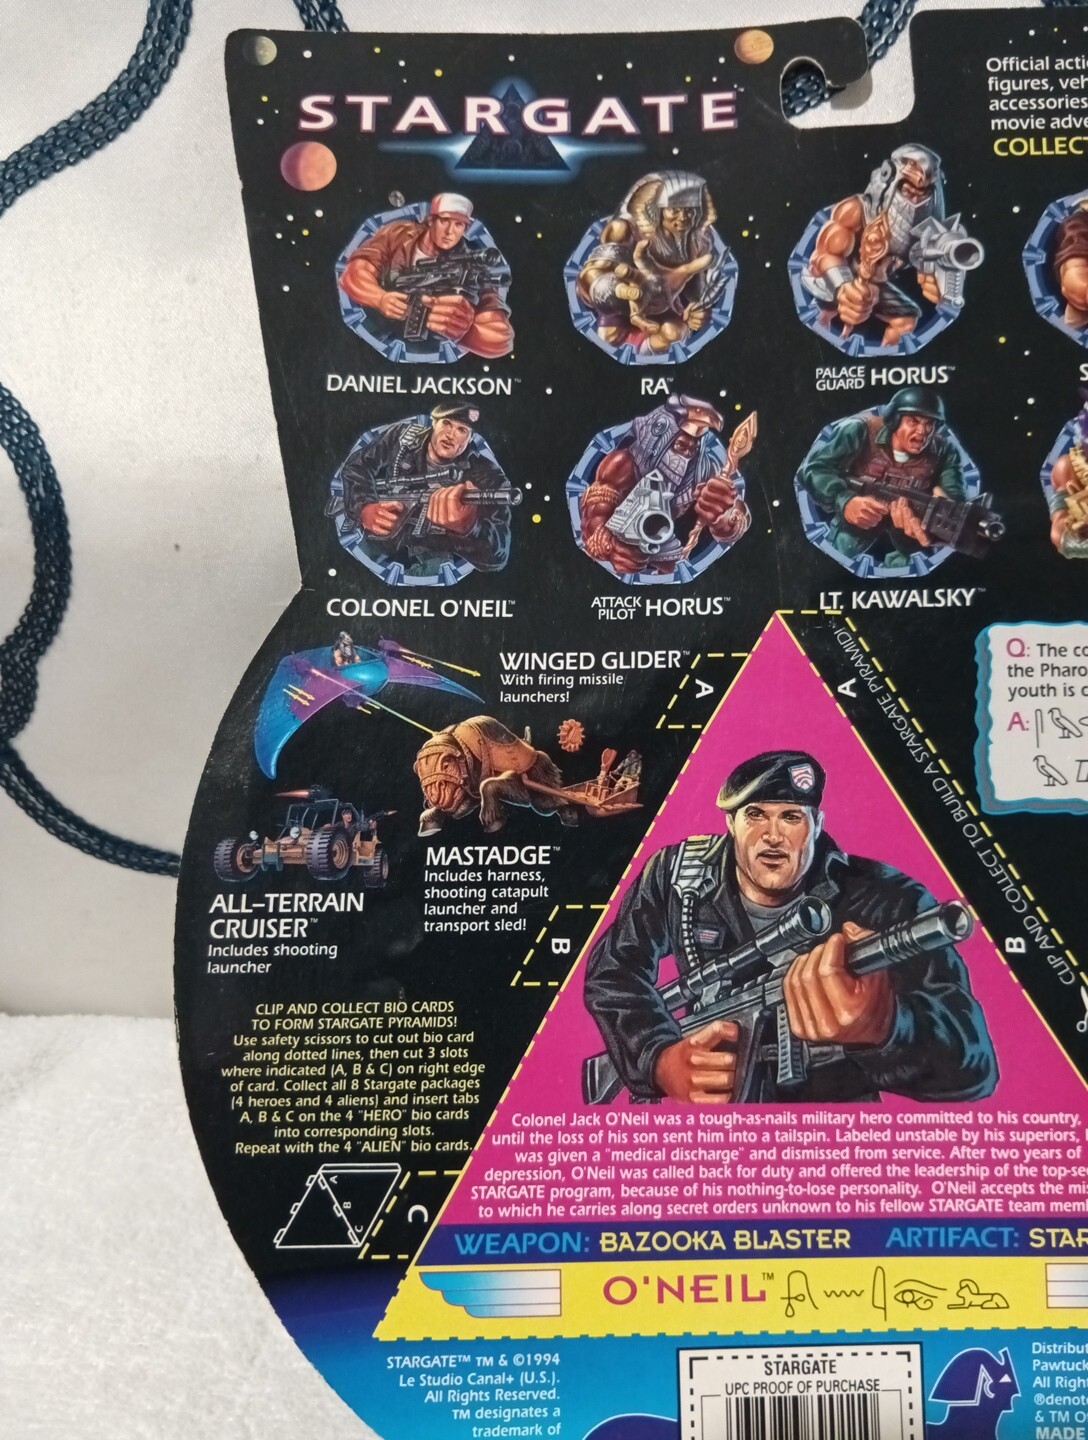 STARGATE
Official acti
figures, veh
accessories
movie adve
COLLECT
DANIEL JACKSON™
RA™
PALACE GUARD HORUS™
S
COLONEL O'NEIL™
ATTACK PILOT HORUS™
LT. KAWALSKY™
WINGED GLIDER™
With firing missile
launchers!
MASTADGE™
Includes harness,
shooting catapult
launcher and
transport sled!
ALL-TERRAIN
CRUISER™
Includes shooting
launcher
CLIP AND COLLECT BIO CARDS
TO FORM STARGATE PYRAMIDS!
Use safety scissors to cut out bio card
along dotted lines, then cut 3 slots
where indicated (A, B & C) on right edge
of card. Collect all 8 Stargate packages
(4 heroes and 4 aliens) and insert tabs
A, B & C on the 4 "HERO" bio cards
into corresponding slots.
Repeat with the 4 "ALIEN" bio cards.
A
B
C
A
B
C
A
B
CLIP AND COLLECT TO BUILD A STARGATE PYRAMID!
Q: The co
the Pharo
youth is c
A:
Colonel Jack O'Neil was a tough-as-nails military hero committed to his country
until the loss of his son sent him into a tailspin. Labeled unstable by his superiors,
was given a "medical discharge" and dismissed from service. After two years of
depression, O'Neil was called back for duty and offered the leadership of the top-sec
STARGATE program, because of his nothing-to-lose personality. O'Neil accepts the mis
to which he carries along secret orders unknown to his fellow STARGATE team mem
WEAPON: BAZOOKA BLASTER ARTIFACT: STAR
O'NEIL™
STARGATE™ TM & ©1994
Le Studio Canal+ (U.S.).
All Rights Reserved.
TM designates a
trademark of
STARGATE
UPC PROOF OF PURCHASE
Distribut
Pawtuck
All Right
®denot
& TM O
MADE